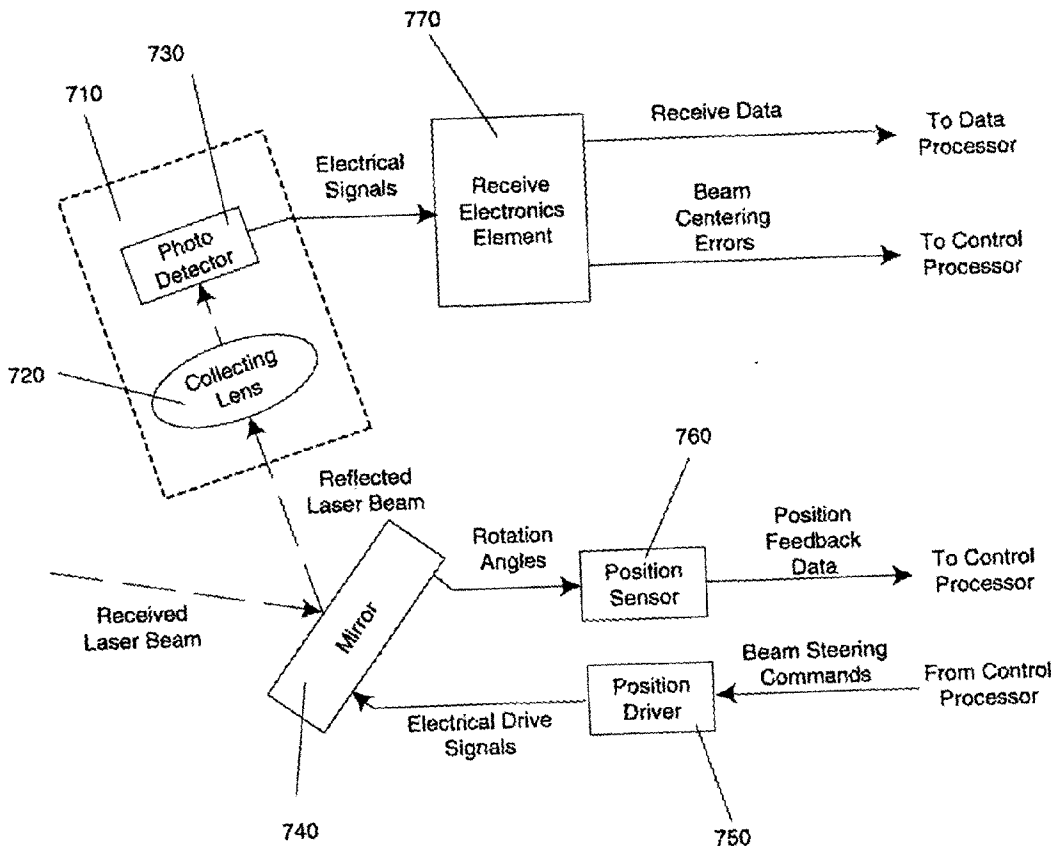 770
730
710
Receive Data
To Data
Processor
Electrical
Signals
Receive
Electronics
Element
Beam
Centering
Errors
To Control
Processor
Photo
Detector
Collecting
Lens
720
760
Reflected
Laser Beam
Rotation
Angles
Position
Sensor
Position
Feedback
Data
To Control
Processor
Received
Laser Beam
Mirror
Beam Steering
Commands
From Control
Processor
Position
Driver
Electrical Drive
Signals
740
750